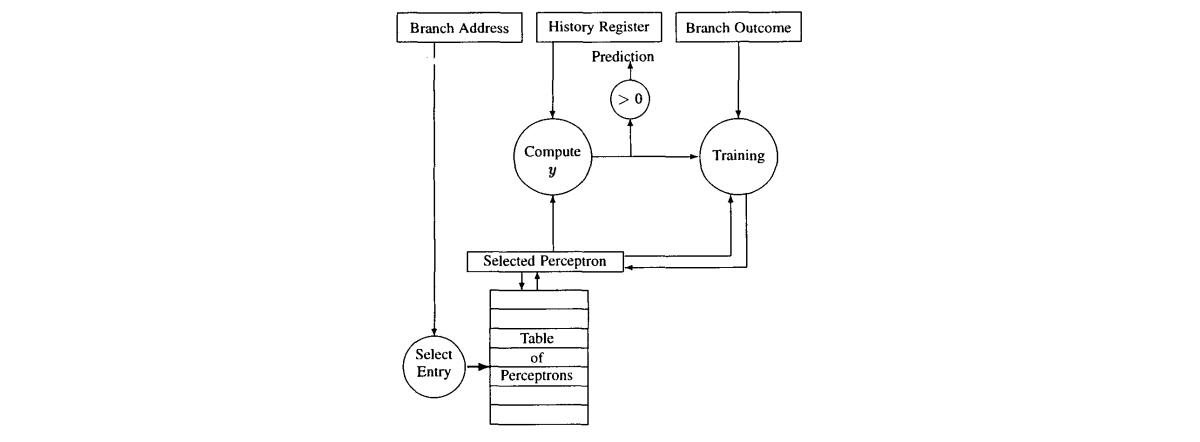 Branch Address
History Register
Branch Outcome
Prediction
> 0
Compute
y
Training
Selected Perceptron
Select
Entry
Table
of
Perceptrons